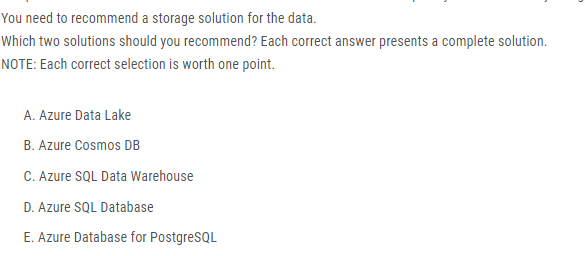 You need to recommend a storage solution for the data.
Which two solutions should you recommend? Each correct answer presents a complete solution.
NOTE: Each correct selection is worth one point.
A. Azure Data Lake
B. Azure Cosmos DB
C. Azure SQL Data Warehouse
D. Azure SQL Database
E. Azure Database for PostgreSQL